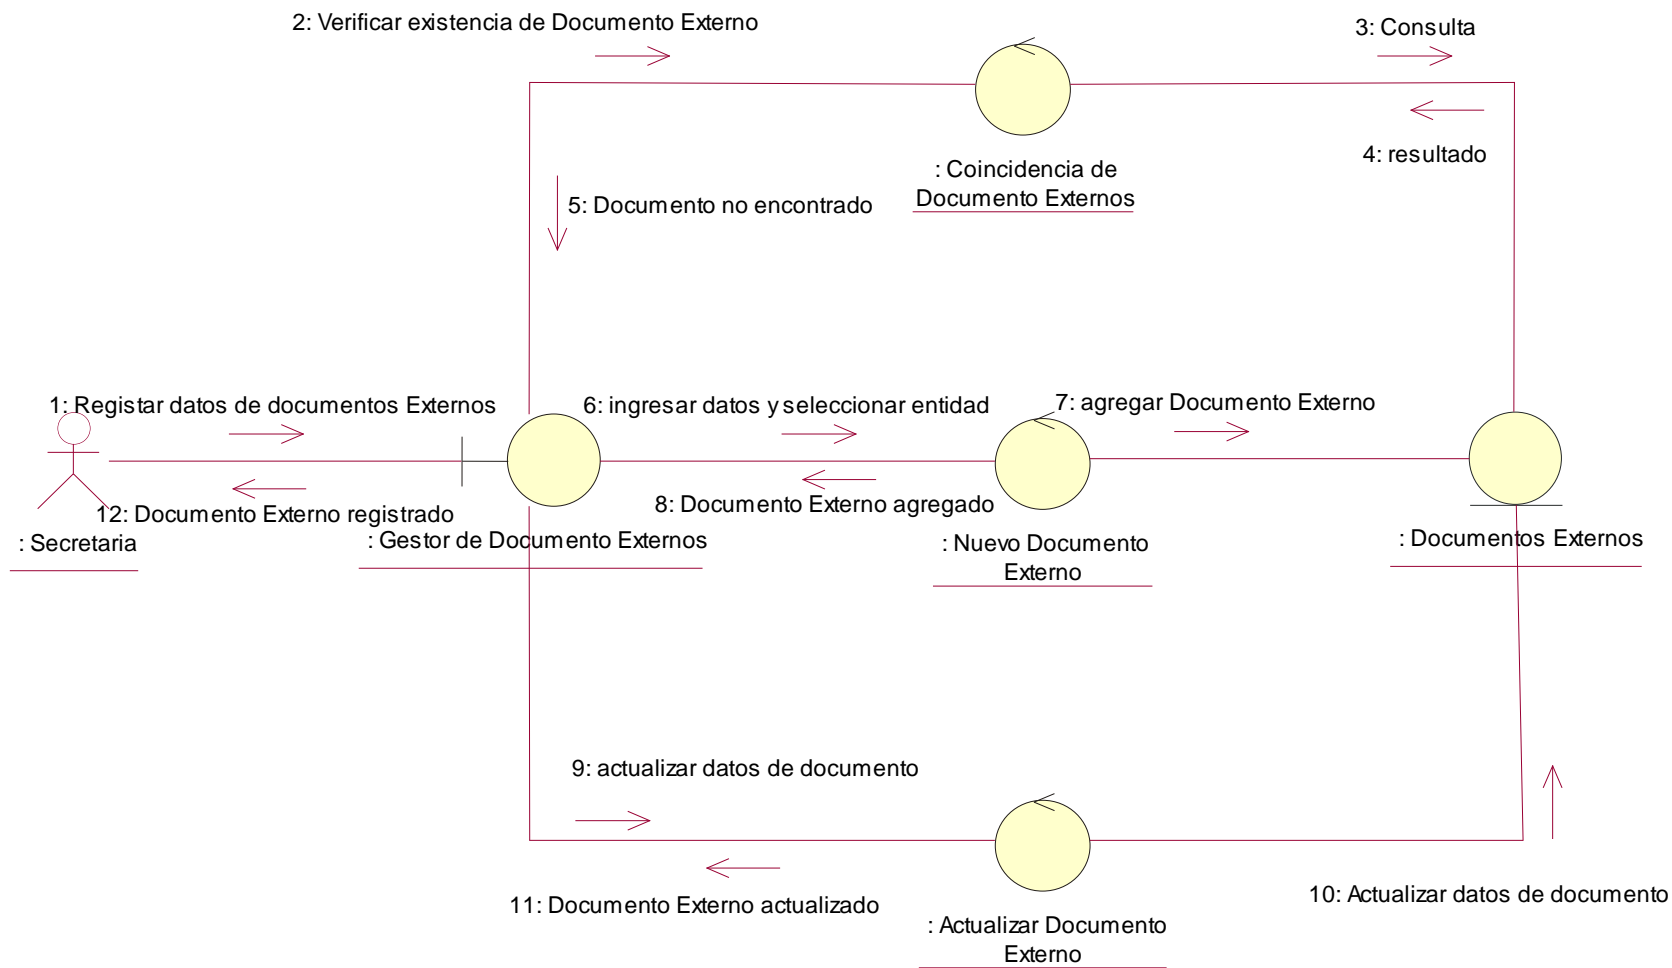 2: Verificar existencia de Documento Externo
3: Consulta
4: resultado
: Coincidencia de
Documento Externos
5: Documento no encontrado
1: Registar datos de documentos Externos
6: ingresar datos y seleccionar entidad
7: agregar Documento Externo
12: Documento Externo registrado
8: Documento Externo agregado
: Secretaria
: Gestor de Documento Externos
: Nuevo Documento
Externo
: Documentos Externos
9: actualizar datos de documento
11: Documento Externo actualizado
10: Actualizar datos de documento
: Actualizar Documento
Externo